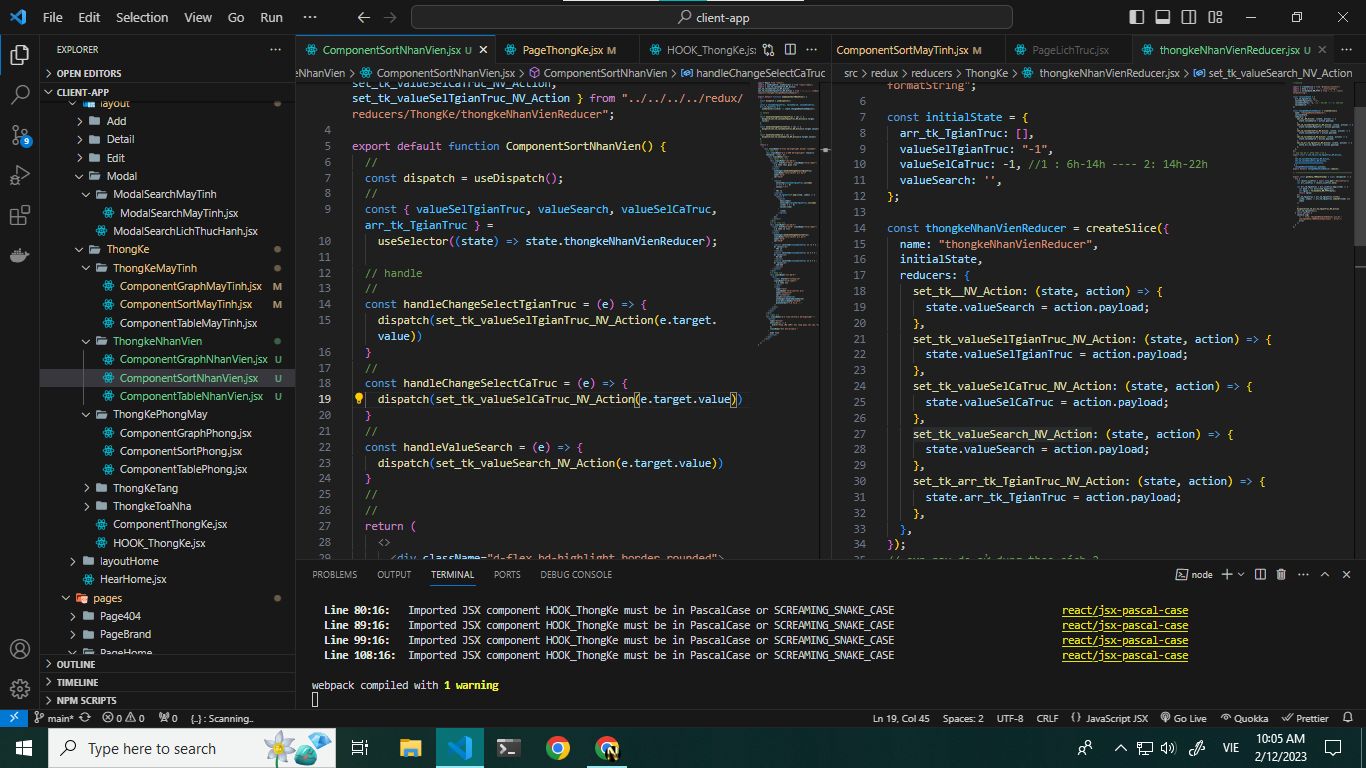 File Edit Selection View Go Run ···
client-app
EXPLORER
OPEN EDITORS
CLIENT-APP
layout
Add
Detail
Edit
Modal
ModalSearchMayTinh
ModalSearchMayTinh.jsx
ModalSearchLichThucHanh.jsx
ThongKe
ThongKeMayTinh
ComponentGraphMayTinh.jsx M
ComponentSortMayTinh.jsx M
ComponentTableMayTinh.jsx
ThongkeNhanVien
ComponentGraphNhanVien.jsx U
ComponentSortNhanVien.jsx U
ComponentTableNhanVien.jsx U
ThongKePhongMay
ComponentGraphPhong.jsx
ComponentSortPhong.jsx
ComponentTablePhong.jsx
ThongKeTang
ThongkeToaNha
ComponentThongKe.jsx
HOOK_ThongKe.jsx
layoutHome
HearHome.jsx
pages
Page404
PageBrand
PageHome
OUTLINE
TIMELINE
NPM SCRIPTS
ComponentSortNhanVien.jsx U
PageThongKe.jsx M
HOOK_ThongKe.jsx
eNhanVien > ComponentSortNhanVien.jsx > ComponentSortNhanVien > handleChangeSelectCaTruc
set_tk_valueSelCaTruc_NV_Action,
set_tk_valueSelTgianTruc_NV_Action } from "../../../../redux/
reducers/ThongKe/thongkeNhanVienReducer";
4
5 export default function ComponentSortNhanVien() {
6 //
7 const dispatch = useDispatch();
8 //
9 const { valueSelTgianTruc, valueSearch, valueSelCaTruc,
arr_tk_TgianTruc } =
10 useSelector((state) => state.thongkeNhanVienReducer);
11
12 // handle
13 //
14 const handleChangeSelectTgianTruc = (e) => {
15 dispatch(set_tk_valueSelTgianTruc_NV_Action(e.target.
value))
16 }
17 //
18 const handleChangeSelectCaTruc = (e) => {
19 dispatch(set_tk_valueSelCaTruc_NV_Action(e.target.value))
20 }
21 //
22 const handleValueSearch = (e) => {
23 dispatch(set_tk_valueSearch_NV_Action(e.target.value))
24 }
25 //
26 //
27 return (
28 <>
29 <div className="d-flex bd-highlight border rounded">
ComponentSortMayTinh.jsx M
PageLichTruc.jsx
thongkeNhanVienReducer.jsx U
src > redux > reducers > ThongKe > thongkeNhanVienReducer.jsx > set_tk_valueSearch_NV_Action
formatString";
6
7 const initialState = {
8 arr_tk_TgianTruc: [],
9 valueSelTgianTruc: "-1",
10 valueSelCaTruc: -1, //1 : 6h-14h ---- 2: 14h-22h
11 valueSearch: '',
12 };
13
14 const thongkeNhanVienReducer = createSlice({
15 name: "thongkeNhanVienReducer",
16 initialState,
17 reducers: {
18 set_tk__NV_Action: (state, action) => {
19 state.valueSearch = action.payload;
20 },
21 set_tk_valueSelTgianTruc_NV_Action: (state, action) => {
22 state.valueSelTgianTruc = action.payload;
23 },
24 set_tk_valueSelCaTruc_NV_Action: (state, action) => {
25 state.valueSelCaTruc = action.payload;
26 },
27 set_tk_valueSearch_NV_Action: (state, action) => {
28 state.valueSearch = action.payload;
29 },
30 set_tk_arr_tk_TgianTruc_NV_Action: (state, action) => {
31 state.arr_tk_TgianTruc = action.payload;
32 },
33 },
34 });
PROBLEMS OUTPUT TERMINAL PORTS DEBUG CONSOLE
node
Line 80:16: Imported JSX component HOOK_ThongKe must be in PascalCase or SCREAMING_SNAKE_CASE react/jsx-pascal-case
Line 89:16: Imported JSX component HOOK_ThongKe must be in PascalCase or SCREAMING_SNAKE_CASE react/jsx-pascal-case
Line 99:16: Imported JSX component HOOK_ThongKe must be in PascalCase or SCREAMING_SNAKE_CASE react/jsx-pascal-case
Line 108:16: Imported JSX component HOOK_ThongKe must be in PascalCase or SCREAMING_SNAKE_CASE react/jsx-pascal-case
webpack compiled with 1 warning
9
main* 0 0 0 {..} : Scanning..
Ln 19, Col 45 Spaces: 2 UTF-8 CRLF {} JavaScript JSX Go Live Quokka Prettier
Type here to search
VIE
10:05 AM
2/12/2023